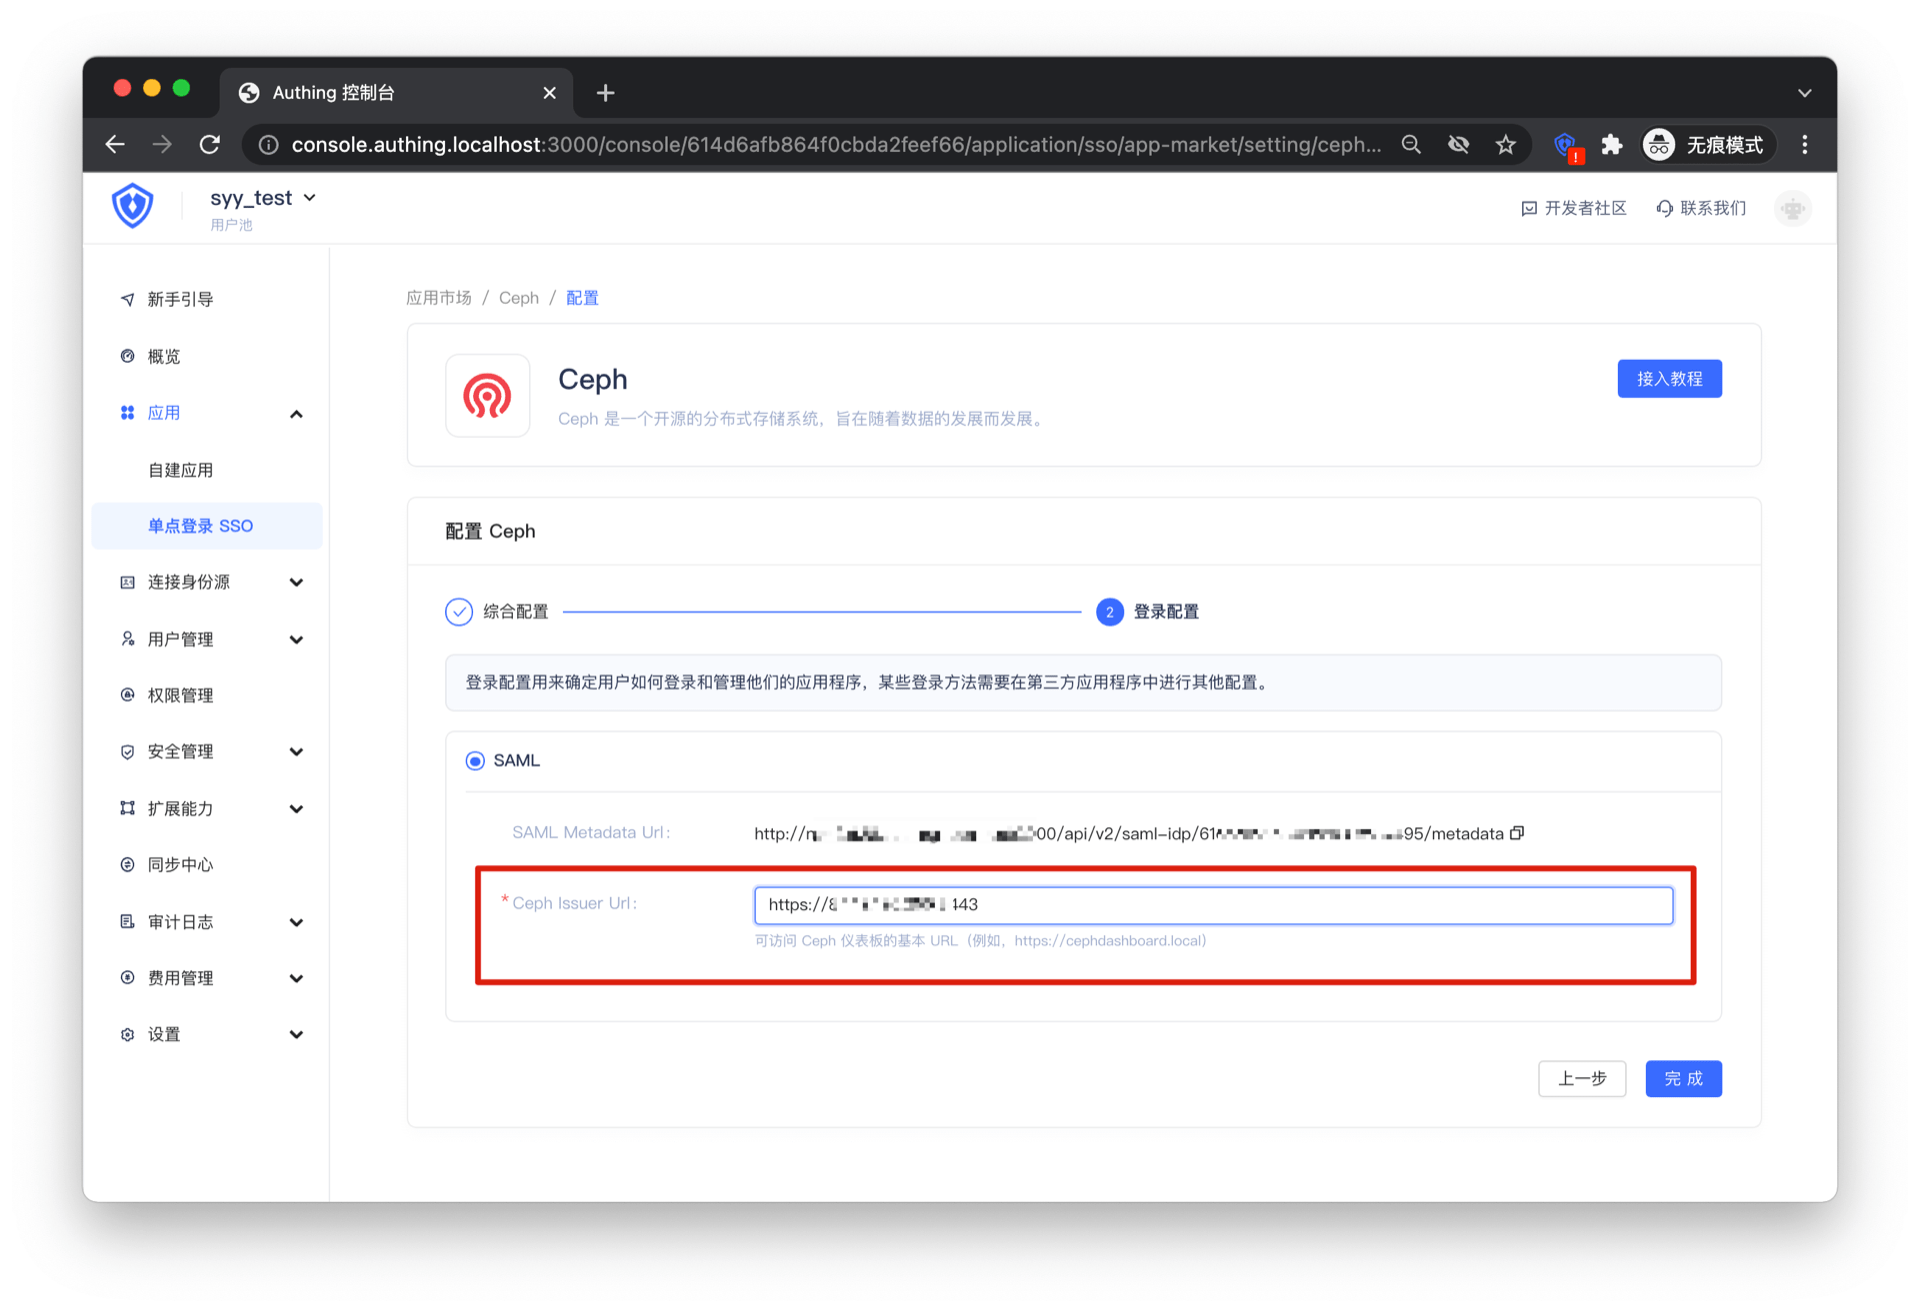 Authing 控制台
console.authing.localhost:3000/console/614d6afb864f0cbda2feef66/application/sso/app-market/setting/ceph...
!
无痕模式
syy_test
用户池
开发者社区
联系我们
新手引导
概览
应用
自建应用
单点登录 SSO
连接身份源
用户管理
权限管理
安全管理
扩展能力
同步中心
审计日志
费用管理
设置
应用市场 / Ceph / 配置
Ceph
接入教程
Ceph 是一个开源的分布式存储系统，旨在随着数据的发展而发展。
配置 Ceph
综合配置
2 登录配置
登录配置用来确定用户如何登录和管理他们的应用程序，某些登录方法需要在第三方应用程序中进行其他配置。
SAML
SAML Metadata Url: http:// 00/api/v2/saml-idp/61 95/metadata
* Ceph Issuer Url: https://8 443
可访问 Ceph 仪表板的基本 URL（例如，https://cephdashboard.local）
上一步
完 成